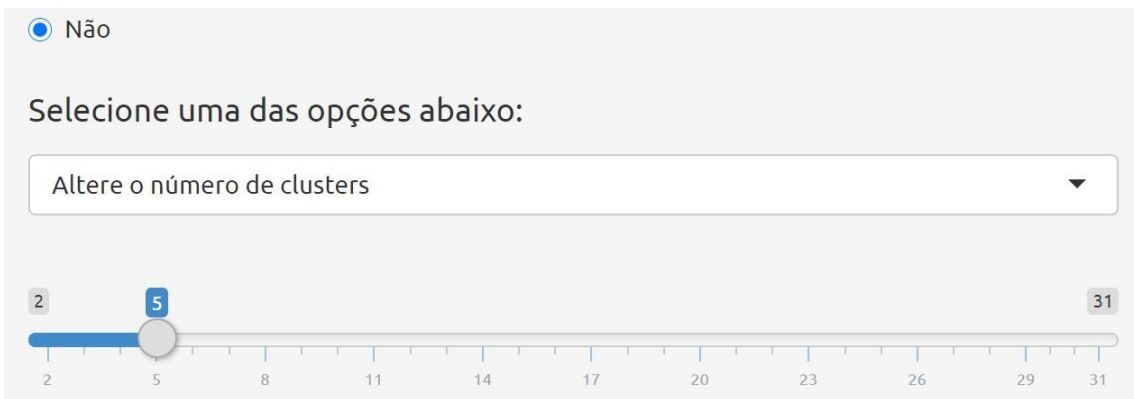 Não
Selecione uma das opções abaixo:
Altere o número de clusters
2 5 31
2 5 8 11 14 17 20 23 26 29 31